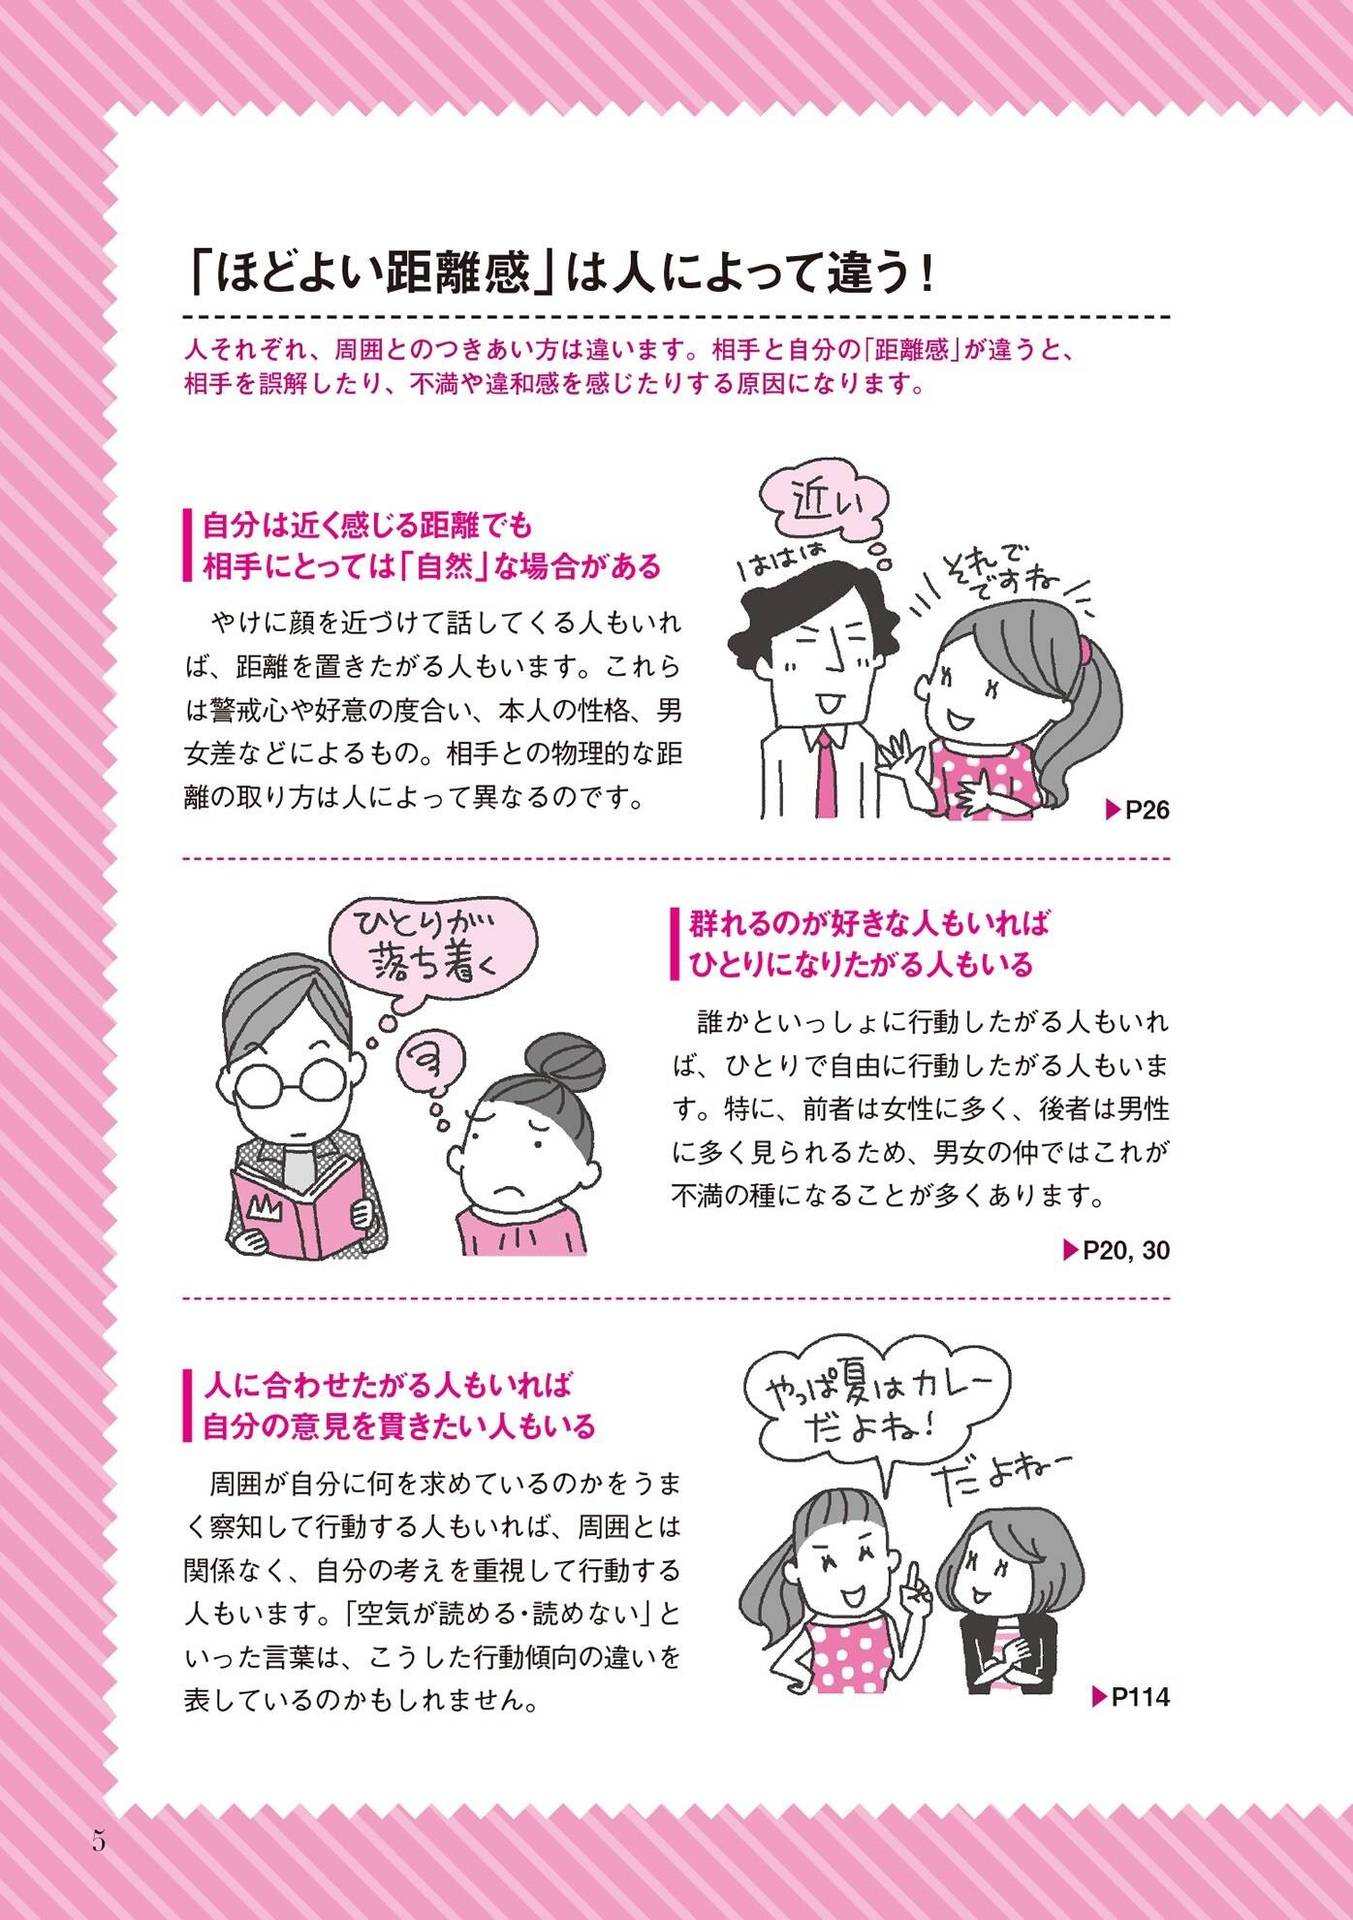 「ほどよい距離感」は人によって違う！
人それぞれ、周囲とのつきあい方は違います。相手と自分の「距離感」が違うと、
相手を誤解したり、不満や違和感を感じたりする原因になります。
自分は近く感じる距離でも
相手にとっては「自然」な場合がある
やけに顔を近づけて話してくる人もいれ
ば、距離を置きたがる人もいます。これら
は警戒心や好意の度合い、本人の性格、男
女差などによるもの。相手との物理的な距
離の取り方は人によって異なるのです。
近い
ははは
それで
ですね
▶P26
ひとりが
落ち着く
群れるのが好きな人もいれば
ひとりになりたがる人もいる
誰かといっしょに行動したがる人もいれ
ば、ひとりで自由に行動したがる人もいま
す。特に、前者は女性に多く、後者は男性
に多く見られるため、男女の仲ではこれが
不満の種になることが多くあります。
▶P20, 30
人に合わせたがる人もいれば
自分の意見を貫きたい人もいる
周囲が自分に何を求めているのかをうま
く察知して行動する人もいれば、周囲とは
関係なく、自分の考えを重視して行動する
人もいます。「空気が読める・読めない」と
いった言葉は、こうした行動傾向の違いを
表しているのかもしれません。
やっぱ夏はカレー
だよね!
だよねー
▶P114
5